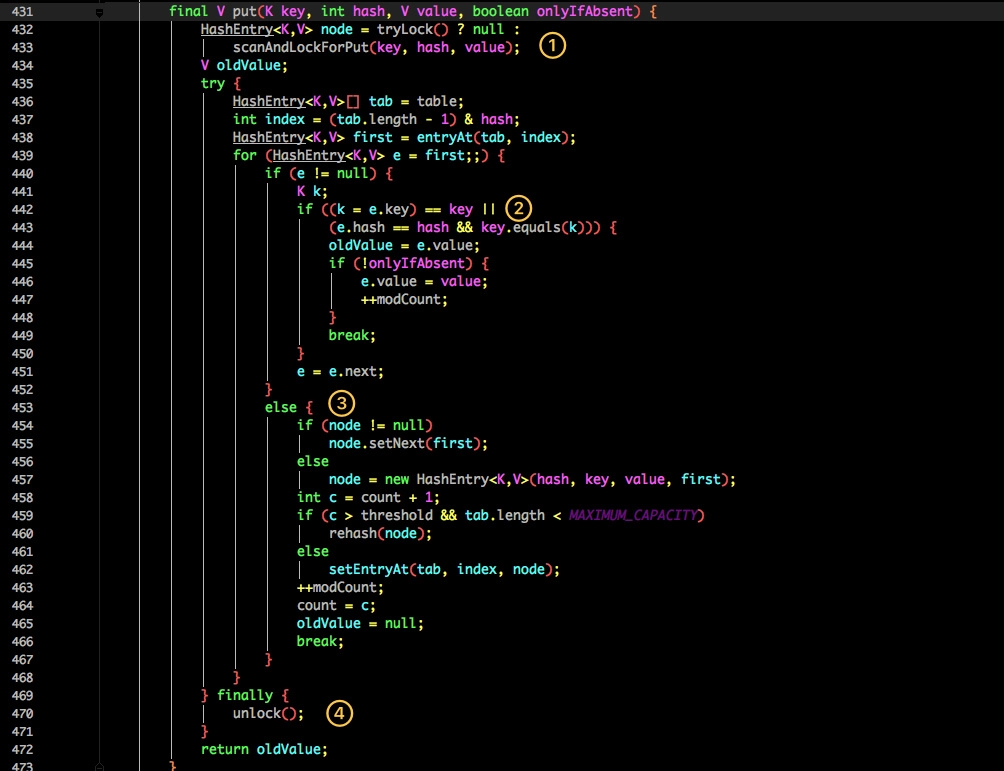 431 final V put(K key, int hash, V value, boolean onlyIfAbsent) {
432 HashEntry<K,V> node = tryLock() ? null :
433 scanAndLockForPut(key, hash, value); ①
434 V oldValue;
435 try {
436 HashEntry<K,V>[] tab = table;
437 int index = (tab.length - 1) & hash;
438 HashEntry<K,V> first = entryAt(tab, index);
439 for (HashEntry<K,V> e = first;;) {
440 if (e != null) {
441 K k;
442 if ((k = e.key) == key || ②
443 (e.hash == hash && key.equals(k))) {
444 oldValue = e.value;
445 if (!onlyIfAbsent) {
446 e.value = value;
447 ++modCount;
448 }
449 break;
450 }
451 e = e.next;
452 }
453 else { ③
454 if (node != null)
455 node.setNext(first);
456 else
457 node = new HashEntry<K,V>(hash, key, value, first);
458 int c = count + 1;
459 if (c > threshold && tab.length < MAXIMUM_CAPACITY)
460 rehash(node);
461 else
462 setEntryAt(tab, index, node);
463 ++modCount;
464 count = c;
465 oldValue = null;
466 break;
467 }
468 }
469 } finally {
470 unlock(); ④
471 }
472 return oldValue;
473 }